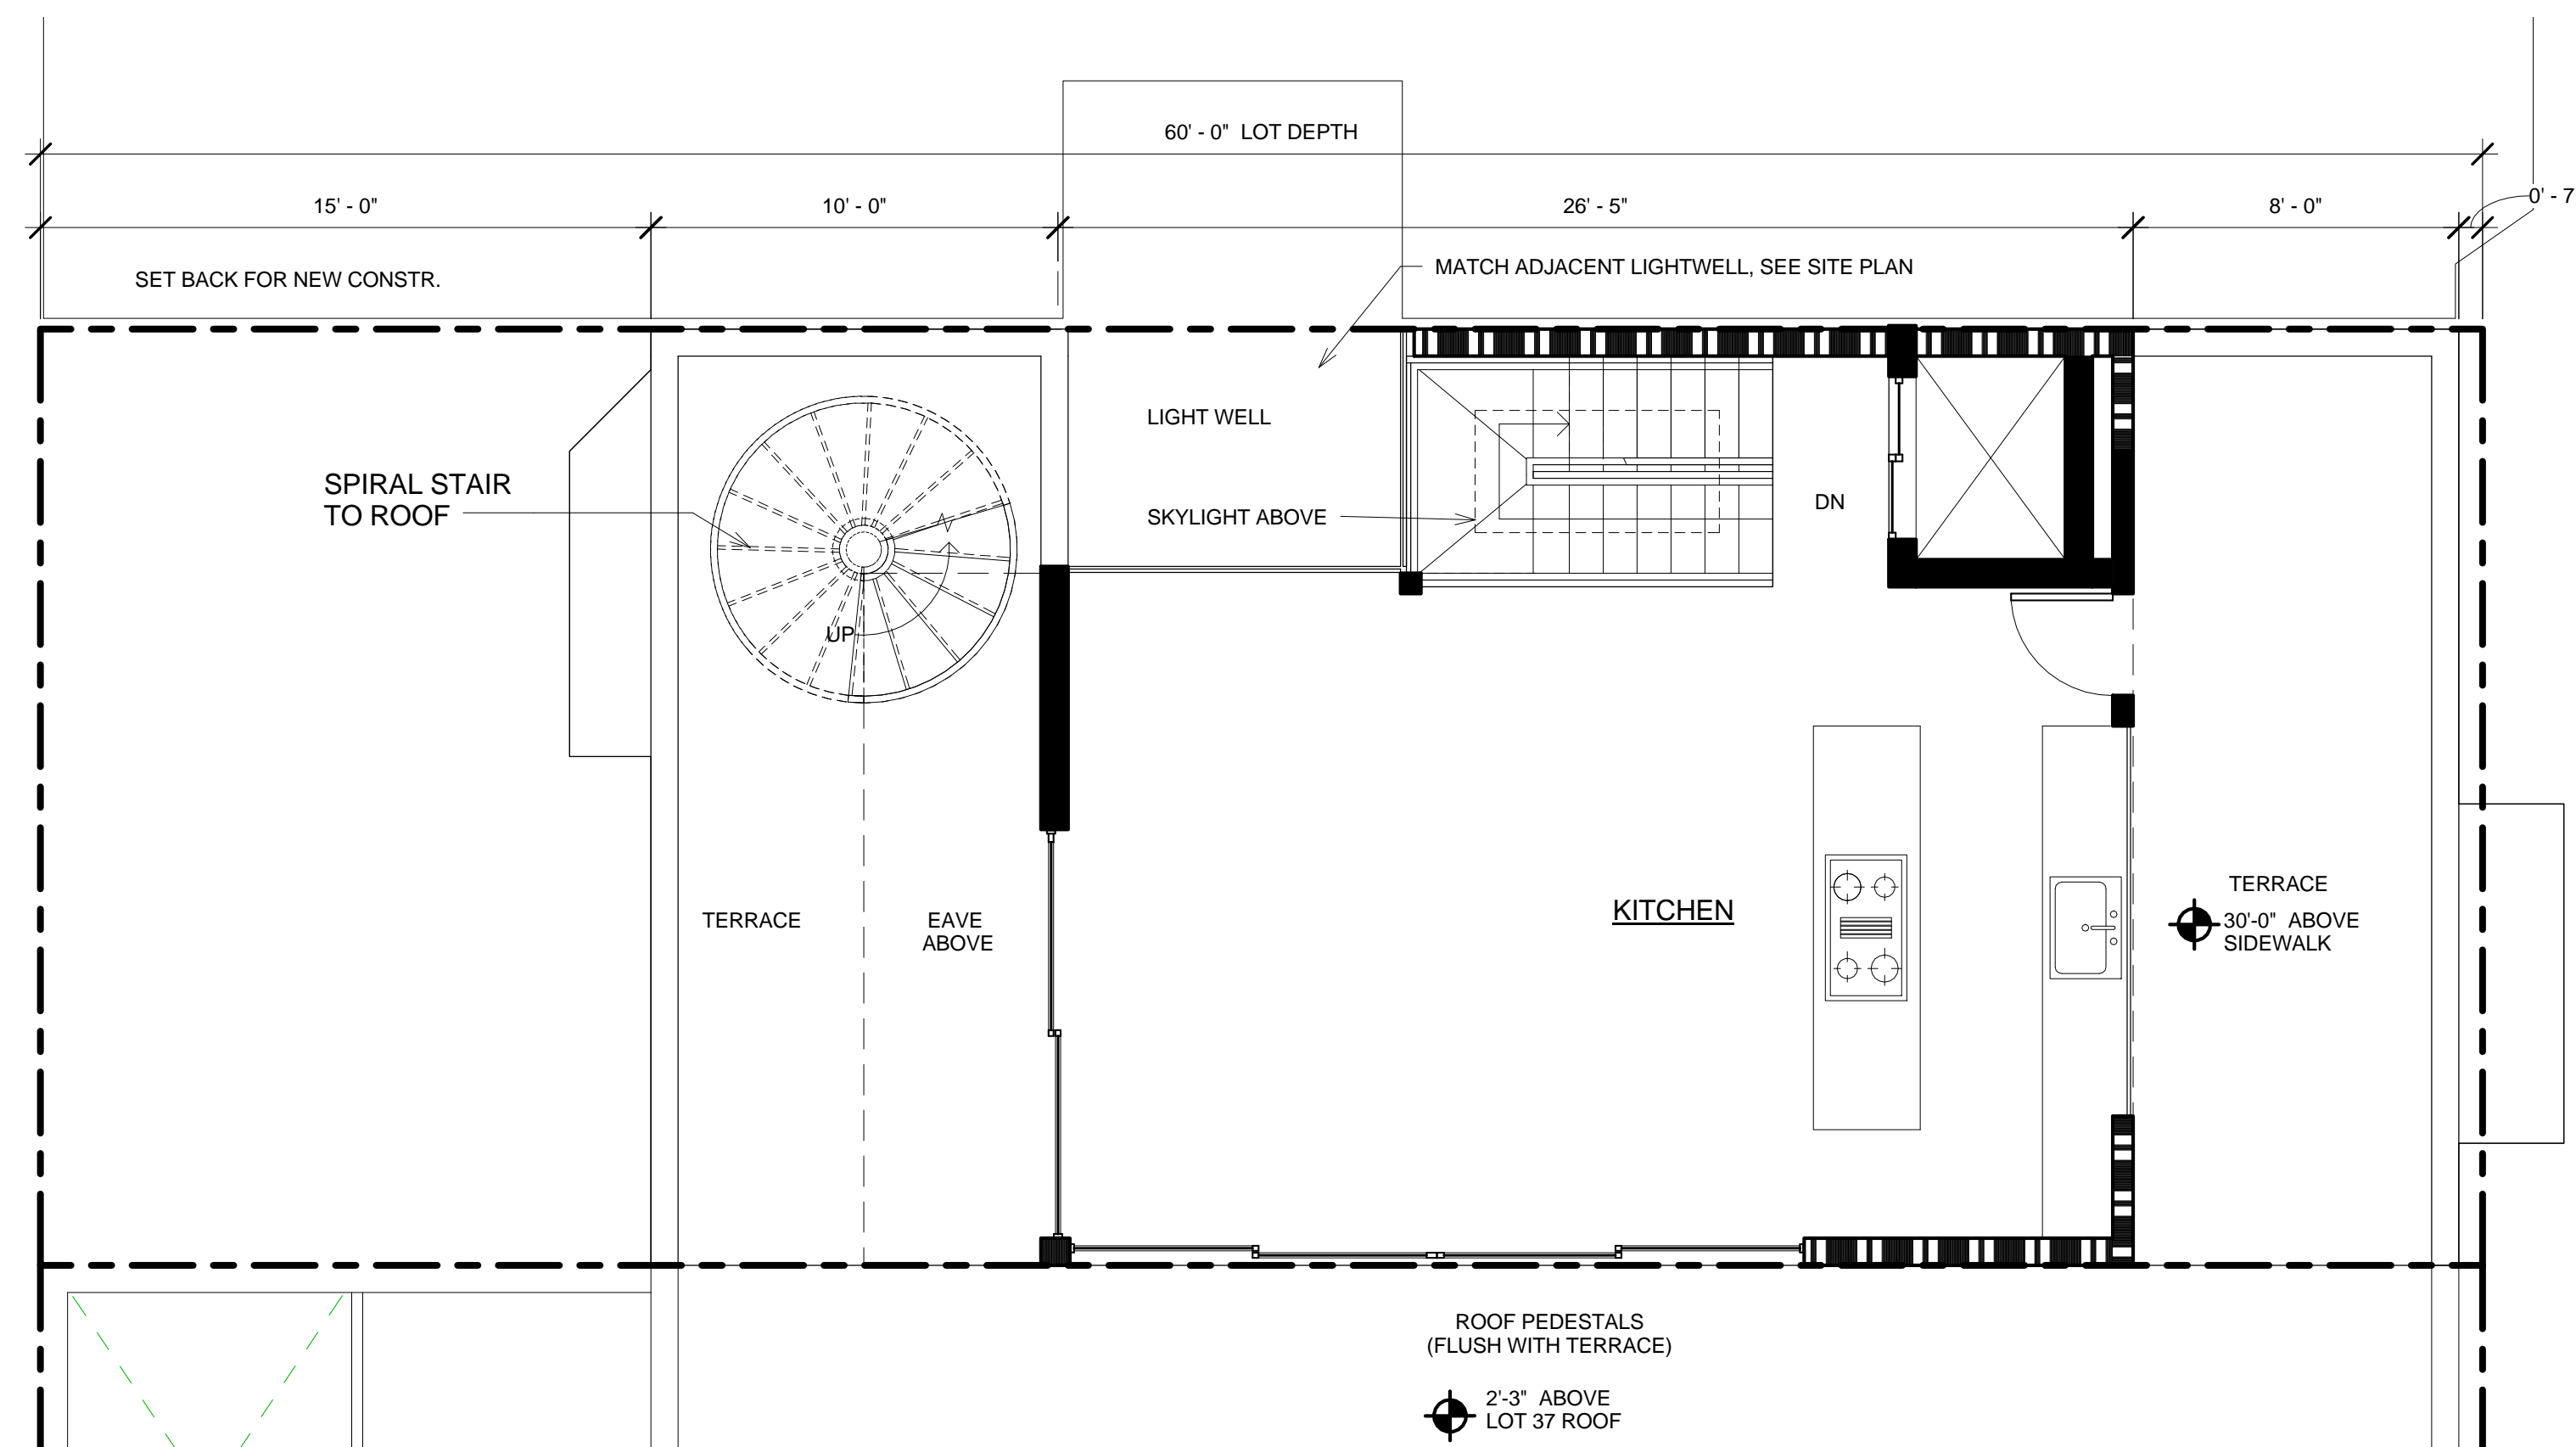 60' - 0" LOT DEPTH
15' - 0"
10' - 0"
26' - 5"
8' - 0"
0' - 7
SET BACK FOR NEW CONSTR.
MATCH ADJACENT LIGHTWELL, SEE SITE PLAN
LIGHT WELL
SPIRAL STAIR
TO ROOF
SKYLIGHT ABOVE
DN
UP
TERRACE
EAVE
ABOVE
KITCHEN
TERRACE
30'-0" ABOVE
SIDEWALK
ROOF PEDESTALS
(FLUSH WITH TERRACE)
2'-3" ABOVE
LOT 37 ROOF